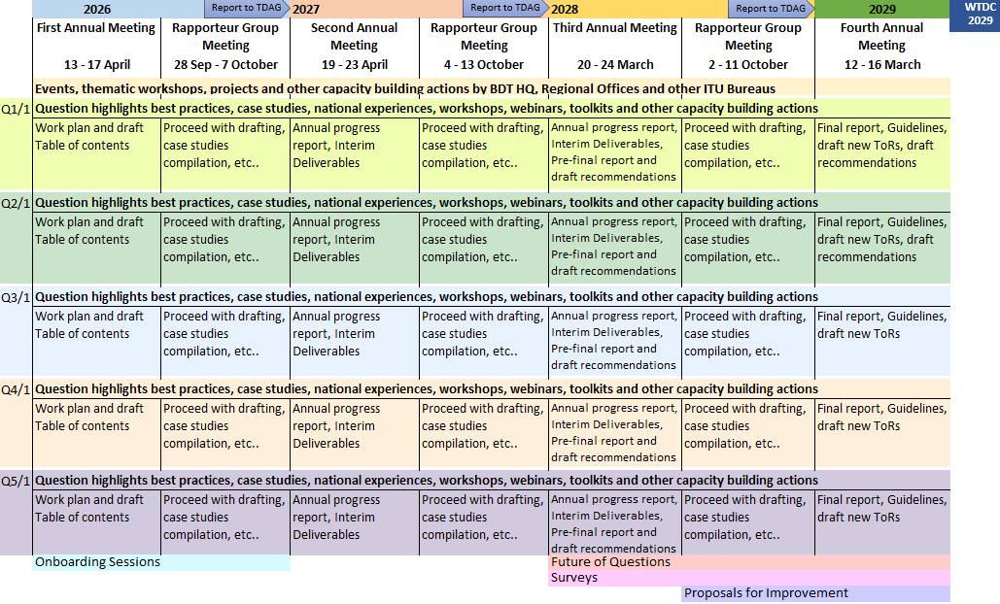 2026
Report to TDAG
2027
Report to TDAG
2028
Report to TDAG
2029
WTDC
2029
First Annual Meeting
13 - 17 April
Rapporteur Group
Meeting
28 Sep - 7 October
Second Annual
Meeting
19 - 23 April
Rapporteur Group
Meeting
4 - 13 October
Third Annual Meeting
20 - 24 March
Rapporteur Group
Meeting
2 - 11 October
Fourth Annual
Meeting
12 - 16 March
Events, thematic workshops, projects and other capacity building actions by BDT HQ, Regional Offices and other ITU Bureaus
Q1/1
Question highlights best practices, case studies, national experiences, workshops, webinars, toolkits and other capacity building actions
Work plan and draft
Table of contents
Proceed with drafting,
case studies
compilation, etc..
Annual progress
report, Interim
Deliverables
Proceed with drafting,
case studies
compilation, etc..
Annual progress report,
Interim Deliverables,
Pre-final report and
draft recommendations
Proceed with drafting,
case studies
compilation, etc..
Final report, Guidelines,
draft new ToRs, draft
recommendations
Q2/1
Question highlights best practices, case studies, national experiences, workshops, webinars, toolkits and other capacity building actions
Work plan and draft
Table of contents
Proceed with drafting,
case studies
compilation, etc..
Annual progress
report, Interim
Deliverables
Proceed with drafting,
case studies
compilation, etc..
Annual progress report,
Interim Deliverables,
Pre-final report and
draft recommendations
Proceed with drafting,
case studies
compilation, etc..
Final report, Guidelines,
draft new ToRs, draft
recommendations
Q3/1
Question highlights best practices, case studies, national experiences, workshops, webinars, toolkits and other capacity building actions
Work plan and draft
Table of contents
Proceed with drafting,
case studies
compilation, etc..
Annual progress
report, Interim
Deliverables
Proceed with drafting,
case studies
compilation, etc..
Annual progress report,
Interim Deliverables,
Pre-final report and
draft recommendations
Proceed with drafting,
case studies
compilation, etc..
Final report, Guidelines,
draft new ToRs
Q4/1
Question highlights best practices, case studies, national experiences, workshops, webinars, toolkits and other capacity building actions
Work plan and draft
Table of contents
Proceed with drafting,
case studies
compilation, etc..
Annual progress
report, Interim
Deliverables
Proceed with drafting,
case studies
compilation, etc..
Annual progress report,
Interim Deliverables,
Pre-final report and
draft recommendations
Proceed with drafting,
case studies
compilation, etc..
Final report, Guidelines,
draft new ToRs
Q5/1
Question highlights best practices, case studies, national experiences, workshops, webinars, toolkits and other capacity building actions
Work plan and draft
Table of contents
Proceed with drafting,
case studies
compilation, etc..
Annual progress
report, Interim
Deliverables
Proceed with drafting,
case studies
compilation, etc..
Annual progress report,
Interim Deliverables,
Pre-final report and
draft recommendations
Proceed with drafting,
case studies
compilation, etc..
Final report, Guidelines,
draft new ToRs
Onboarding Sessions
Future of Questions
Surveys
Proposals for Improvement